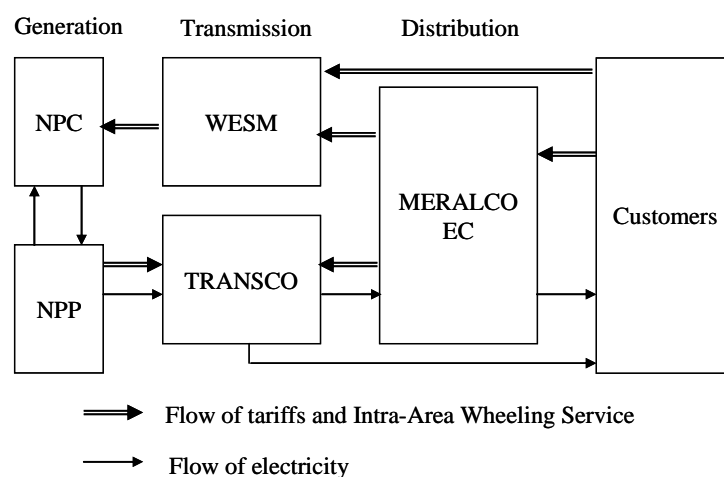 Generation Transmission Distribution
NPC
WESM
MERALCO
EC
Customers
NPP
TRANSCO
Flow of tariffs and Intra-Area Wheeling Service
Flow of electricity